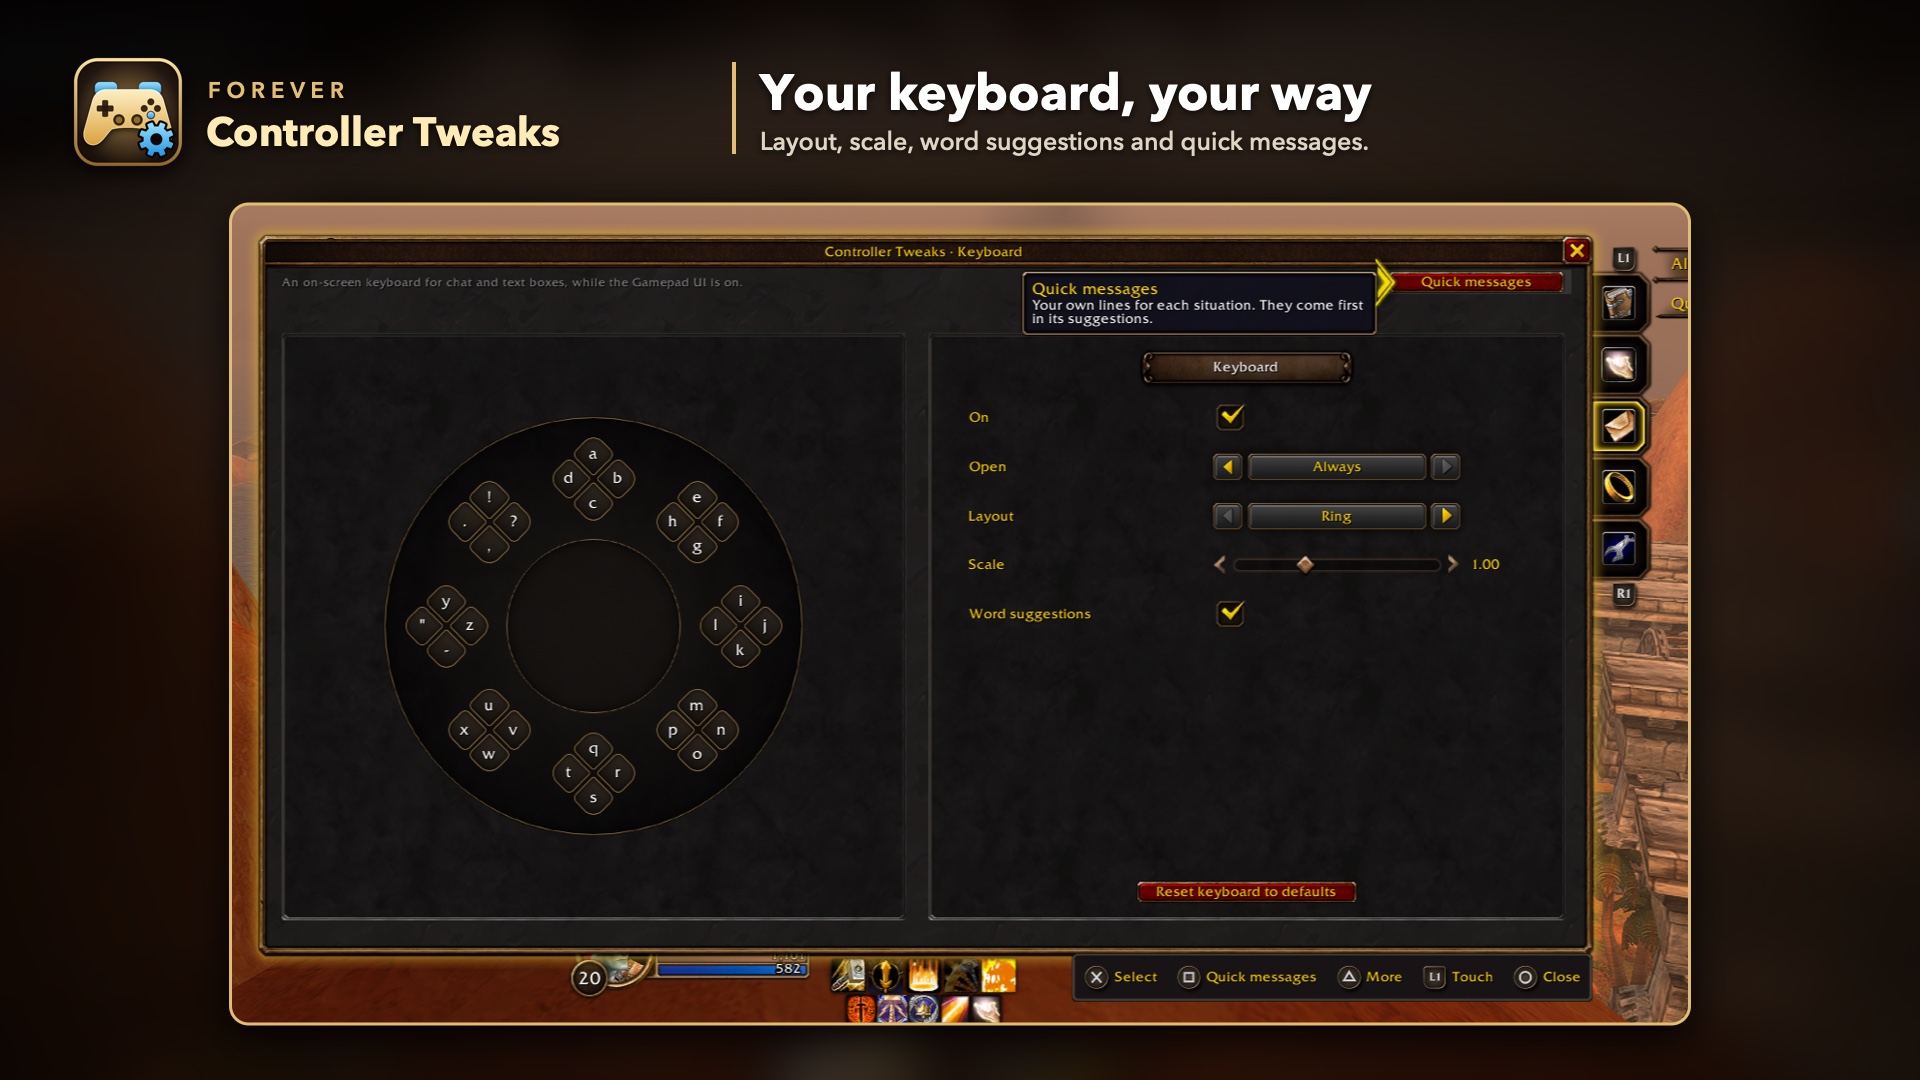 FOREVER
Controller Tweaks
Your keyboard, your way
Layout, scale, word suggestions and quick messages.
Controller Tweaks · Keyboard
An on-screen keyboard for chat and text boxes, while the Gamepad UI is on.
Quick messages
Quick messages
Your own lines for each situation. They come first
in its suggestions.
L1
Keyboard
On
Open
Always
Layout
Ring
Scale
1.00
Word suggestions
R1
a
d b
c
! 
. ?
,
e
h f
g
y
" z
-
i
l j
k
u
x v
w
m
p n
o
q
t r
s
Reset keyboard to defaults
20
582
Select
Quick messages
More
L1 Touch
Close